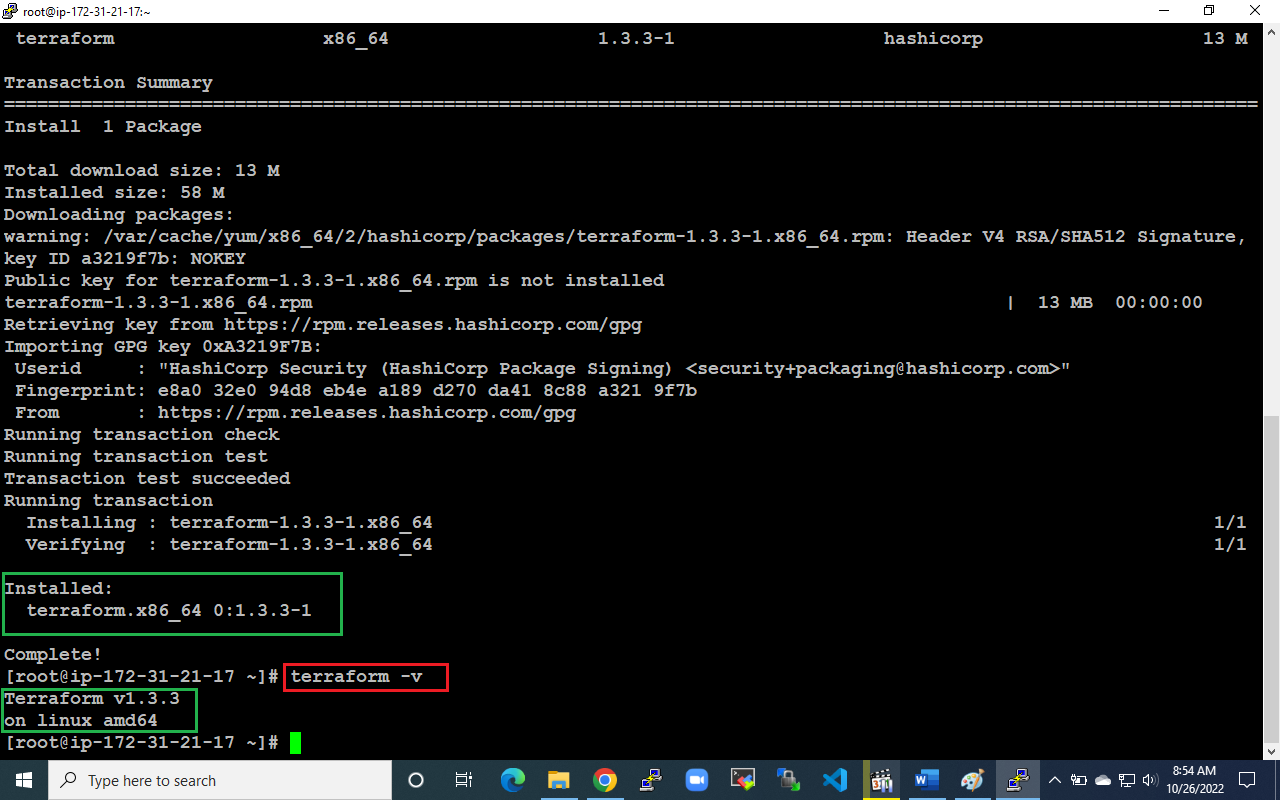 root@ip-172-31-21-17:~
terraform x86_64 1.3.3-1 hashicorp 13 M
Transaction Summary
================================================================================
Install  1 Package
Total download size: 13 M
Installed size: 58 M
Downloading packages:
warning: /var/cache/yum/x86_64/2/hashicorp/packages/terraform-1.3.3-1.x86_64.rpm: Header V4 RSA/SHA512 Signature,
key ID a3219f7b: NOKEY
Public key for terraform-1.3.3-1.x86_64.rpm is not installed
terraform-1.3.3-1.x86_64.rpm | 13 MB 00:00:00
Retrieving key from https://rpm.releases.hashicorp.com/gpg
Importing GPG key 0xA3219F7B:
Userid : "HashiCorp Security (HashiCorp Package Signing) <security+packaging@hashicorp.com>"
Fingerprint: e8a0 32e0 94d8 eb4e a189 d270 da41 8c88 a321 9f7b
From : https://rpm.releases.hashicorp.com/gpg
Running transaction check
Running transaction test
Transaction test succeeded
Running transaction
Installing : terraform-1.3.3-1.x86_64 1/1
Verifying : terraform-1.3.3-1.x86_64 1/1
Installed:
terraform.x86_64 0:1.3.3-1
Complete!
[root@ip-172-31-21-17 ~]# terraform -v
Terraform v1.3.3
on linux amd64
[root@ip-172-31-21-17 ~]#
Type here to search
8:54 AM
10/26/2022